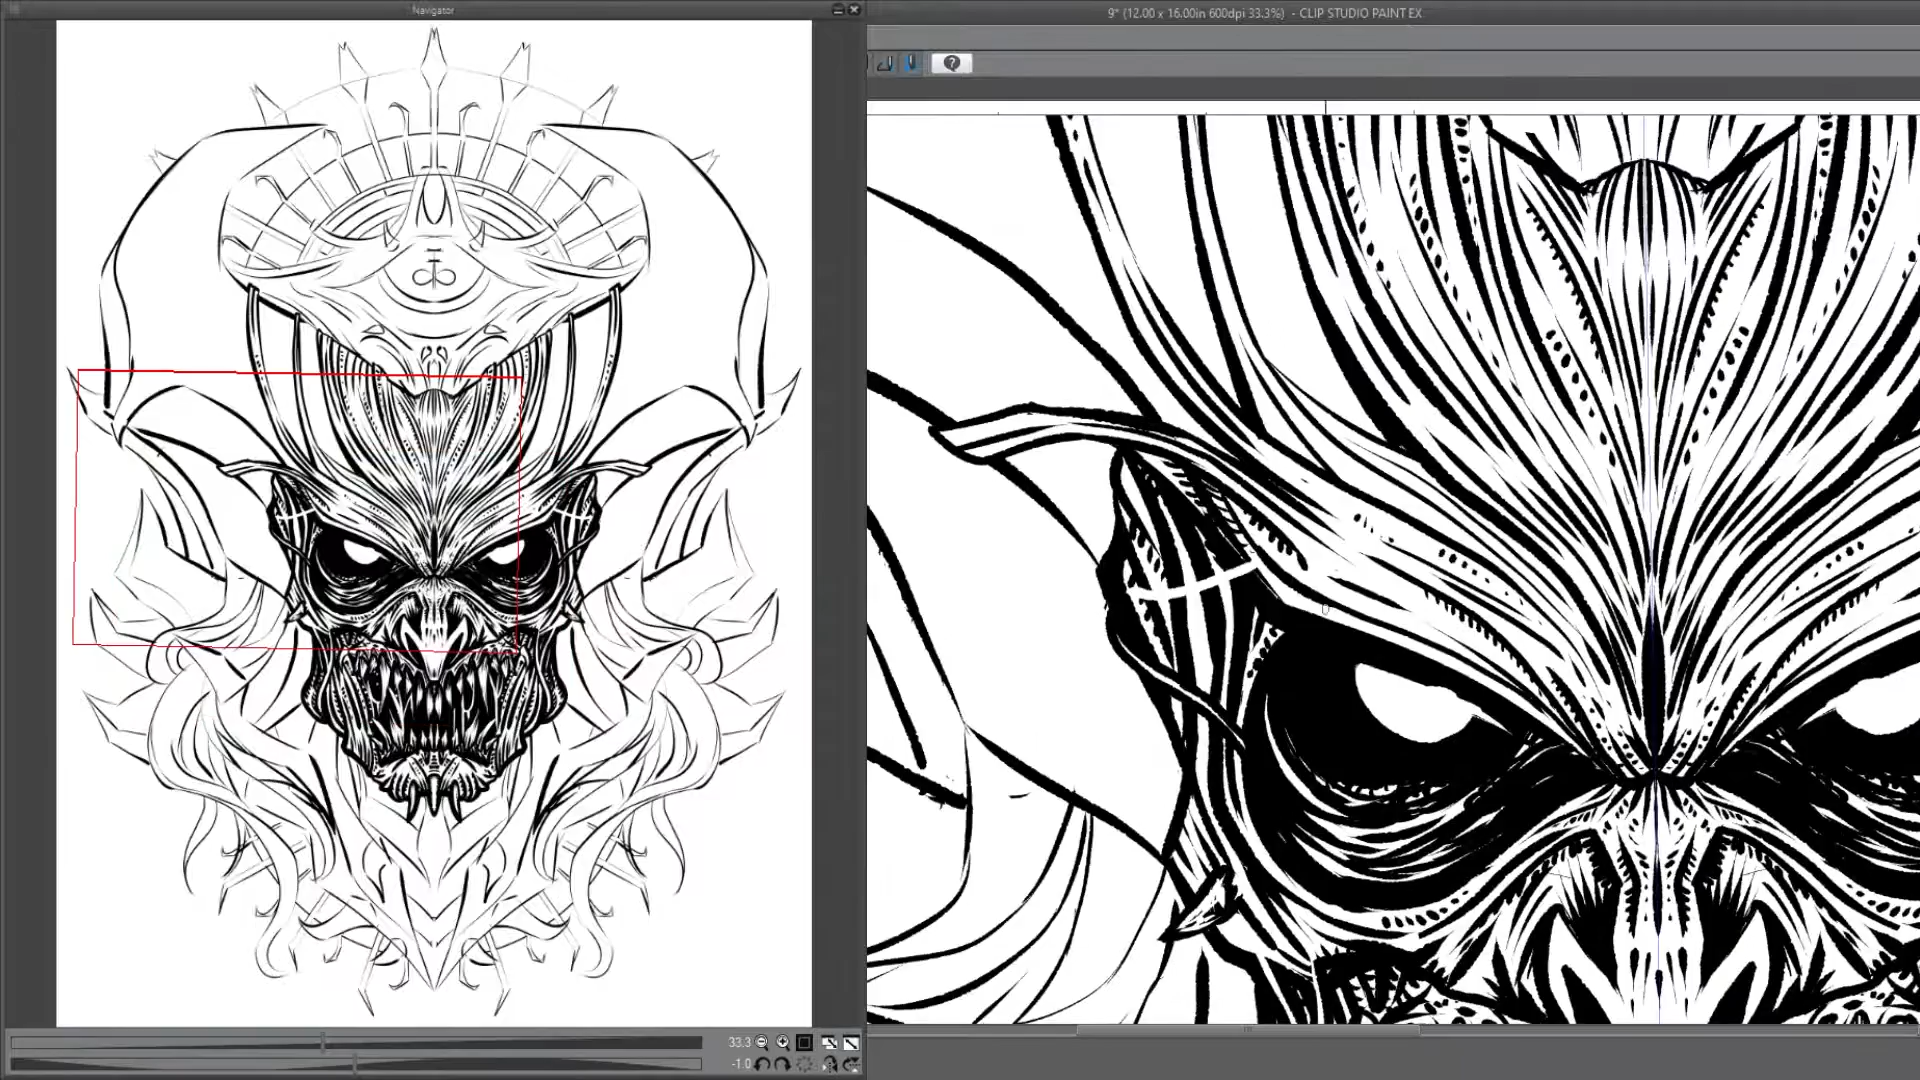 Navigator
9* (12.00 x 16.00in 600dpi 33.3%) - CLIP STUDIO PAINT EX
33.3
-1.0